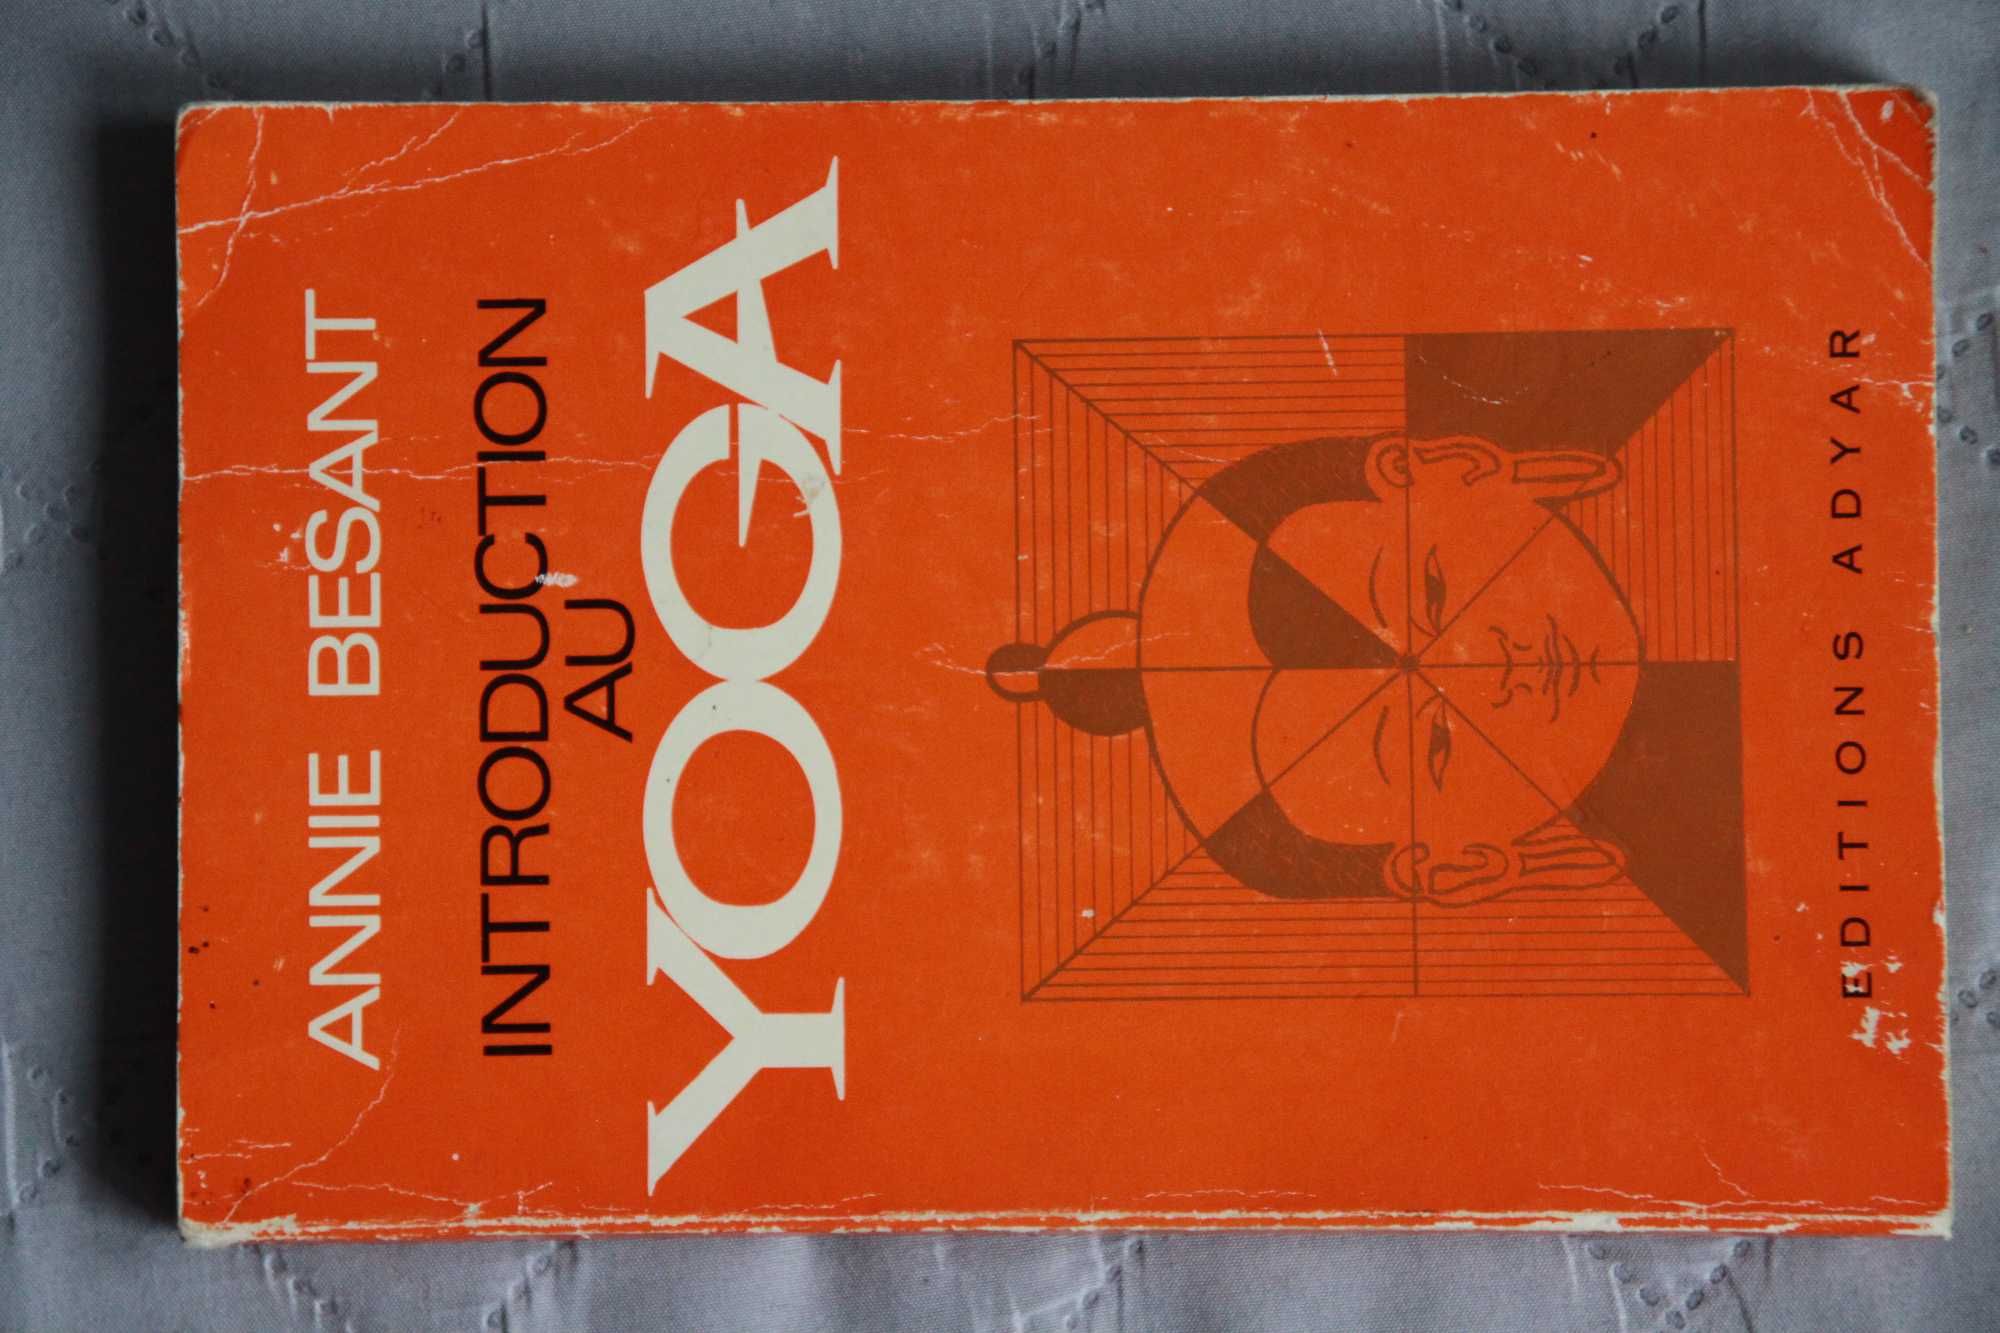 ANNIE BESANT
INTRODUCTION
AU
YOGA
EDITIONS ADYAR